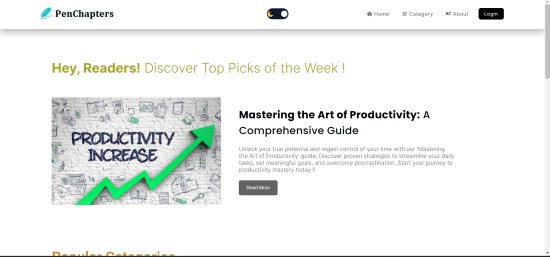 PenChapters
Home
Category
About
Login
Hey, Readers! Discover Top Picks of the Week !
PRODUCTIVITY
INCREASE
Mastering the Art of Productivity: A
Comprehensive Guide
Unlock your true potential and regain control of your time with our 'Mastering
the Art of Productivity' guide. Discover proven strategies to streamline your daily
tasks, set meaningful goals, and overcome procrastination. Start your journey to
productivity mastery today !!
Read More
Popular Categories